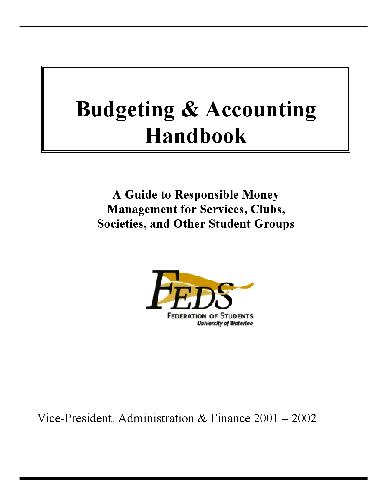 Budgeting & Accounting
Handbook
A Guide to Responsible Money
Management for Services, Clubs,
Societies, and Other Student Groups
FEDS
FEDERATION OF STUDENTS
University of Waterloo
Vice-President, Administration & Finance 2001 – 2002